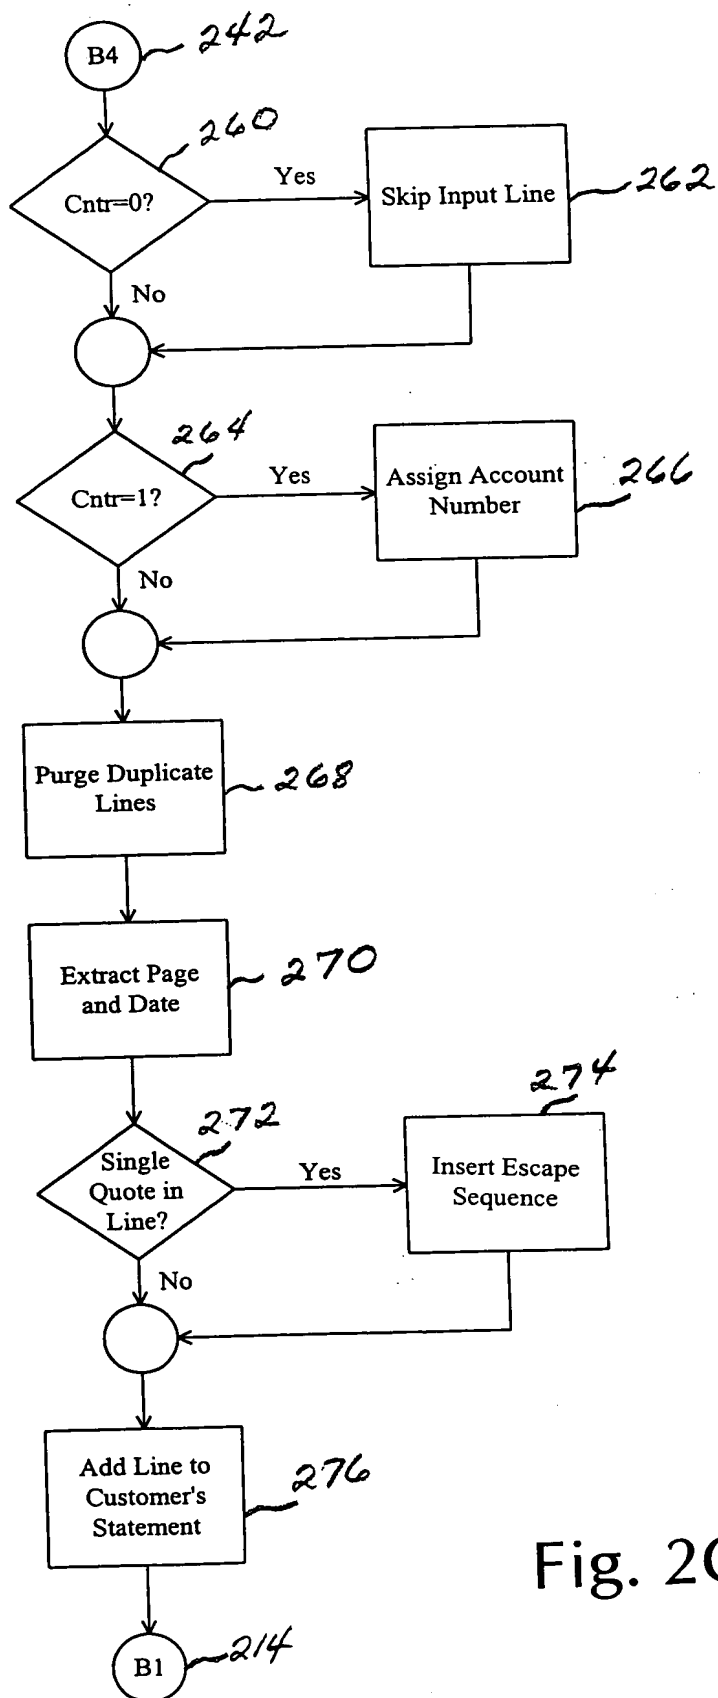 B4
242
260
Cntr=0?
Yes
Skip Input Line
262
No
264
Cntr=1?
Yes
Assign Account
Number
266
No
Purge Duplicate
Lines
268
Extract Page
and Date
270
272
274
Single
Quote in
Line?
Yes
Insert Escape
Sequence
No
Add Line to
Customer's
Statement
276
Fig. 2
B1
214